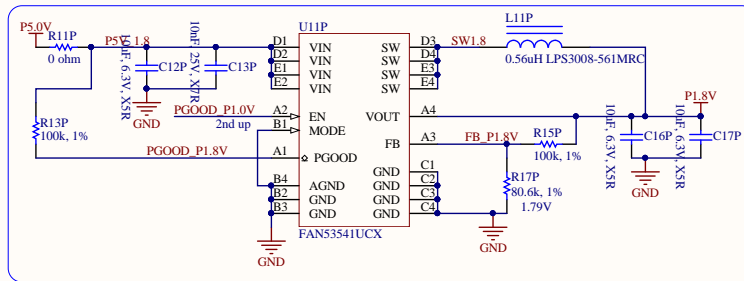 P5.0V
R11P
0 ohm
P5V_1.8
10uF, 6.3V, X5R
C12P
10nF, 25V, X7R
C13P
GND
R13P
100k, 1%
PGOOD_P1.0V
2nd up
PGOOD_P1.8V
U11P
D1 VIN SW D3
D2 VIN SW D4
E1 VIN SW E3
E2 VIN SW E4
A2 EN VOUT A4
B1 MODE
A1 PGOOD FB A3
GND C1
B4 AGND GND C2
B2 GND GND C3
B3 GND GND C4
FAN53541UCX
GND
SW1.8
L11P
0.56uH LPS3008-561MRC
FB_P1.8V
R15P
100k, 1%
R17P
80.6k, 1%
1.79V
GND
P1.8V
10uF, 6.3V, X5R
C16P
10uF, 6.3V, X5R
C17P
GND